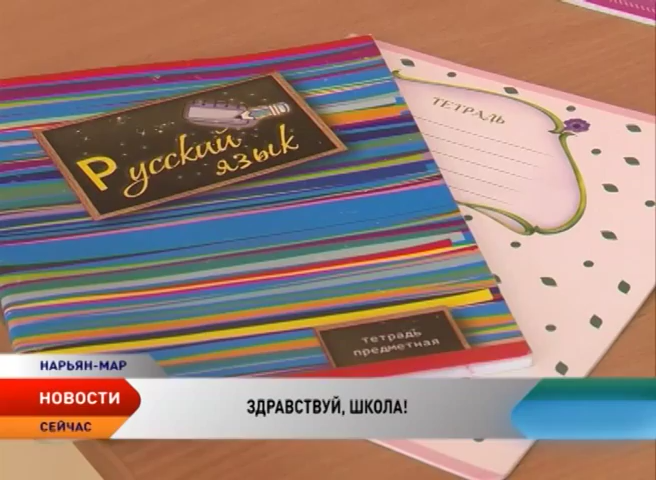 Русский
язык
ТЕТРАДЬ
тетрадь
предметная
НАРЬЯН-МАР
НОВОСТИ
СЕЙЧАС
ЗДРАВСТВУЙ, ШКОЛА!